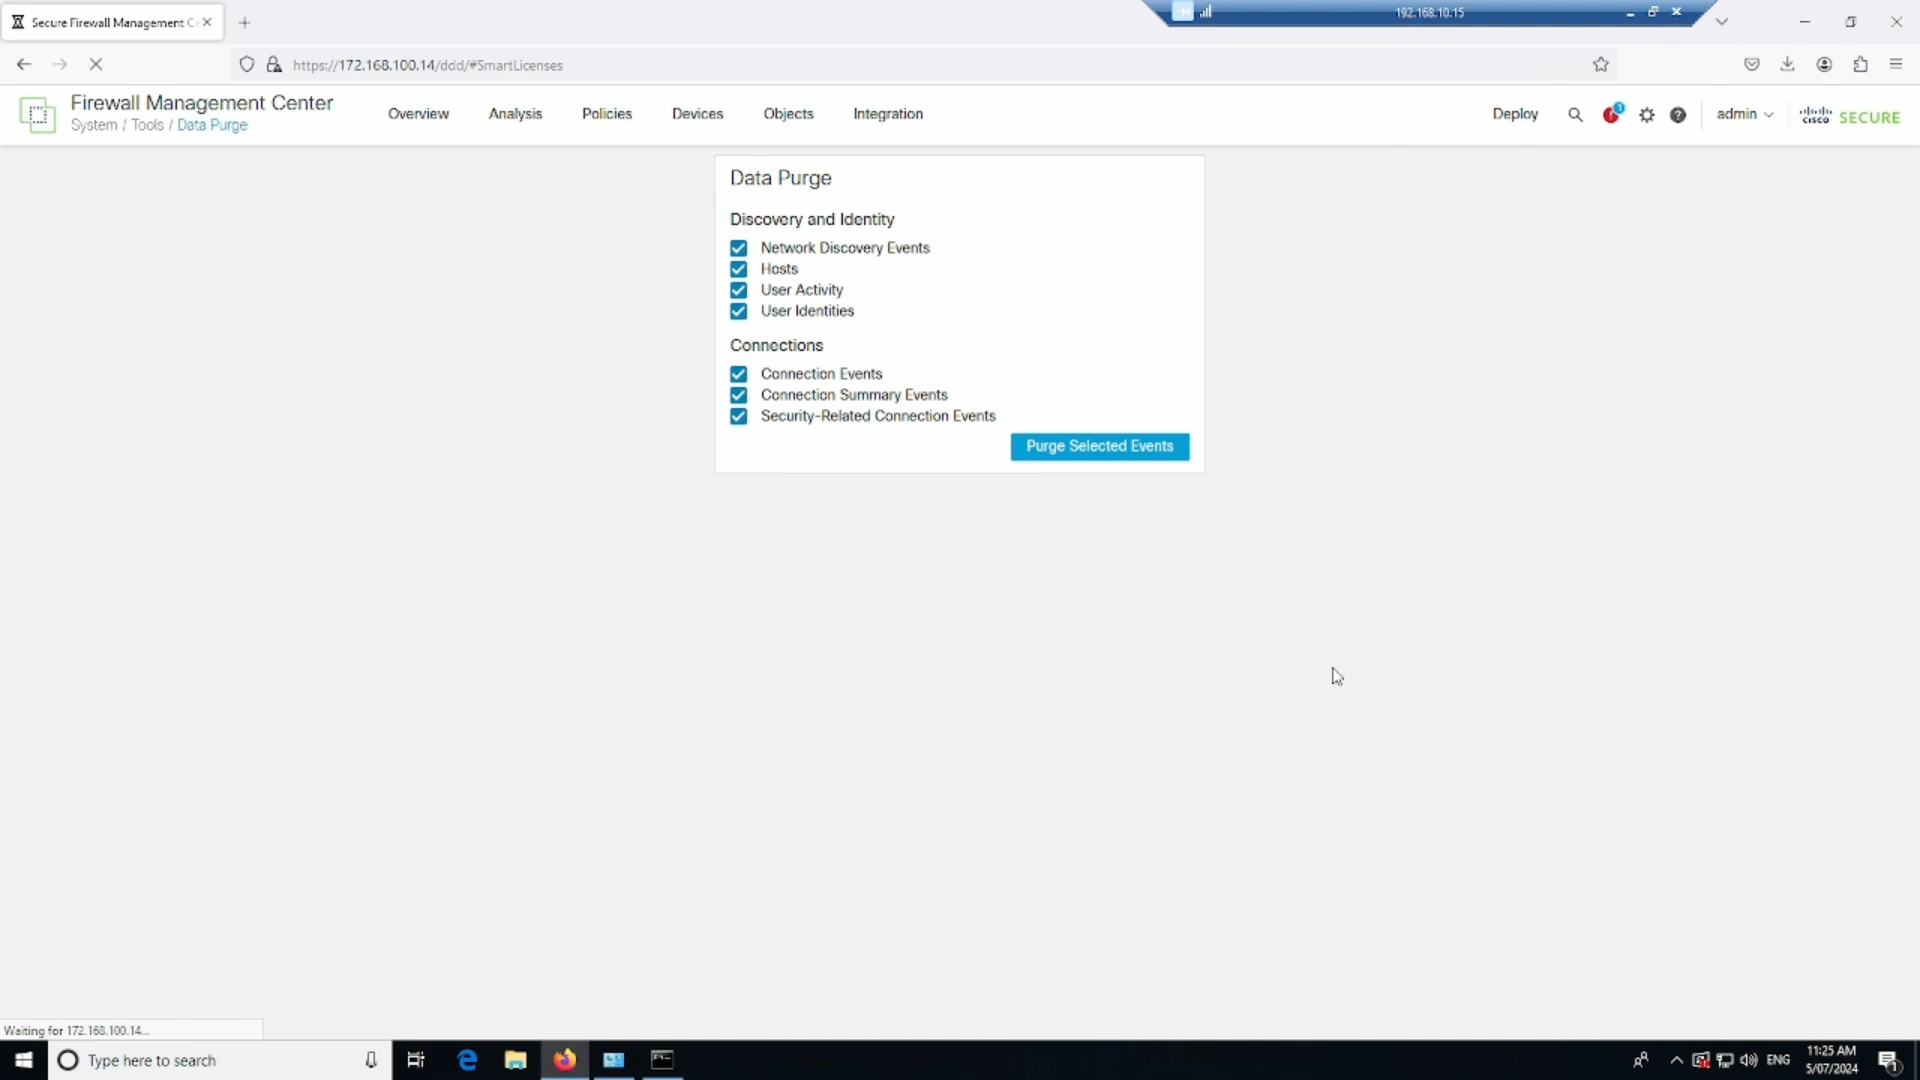 Secure Firewall Management C
192.168.10.15
https://172.168.100.14/ddd/#SmartLicenses
Firewall Management Center
System / Tools / Data Purge
Overview
Analysis
Policies
Devices
Objects
Integration
Deploy
1
admin
cisco SECURE
Data Purge
Discovery and Identity
Network Discovery Events
Hosts
User Activity
User Identities
Connections
Connection Events
Connection Summary Events
Security-Related Connection Events
Purge Selected Events
Waiting for 172.168.100.14...
Type here to search
ENG
11:25 AM
5/07/2024
1